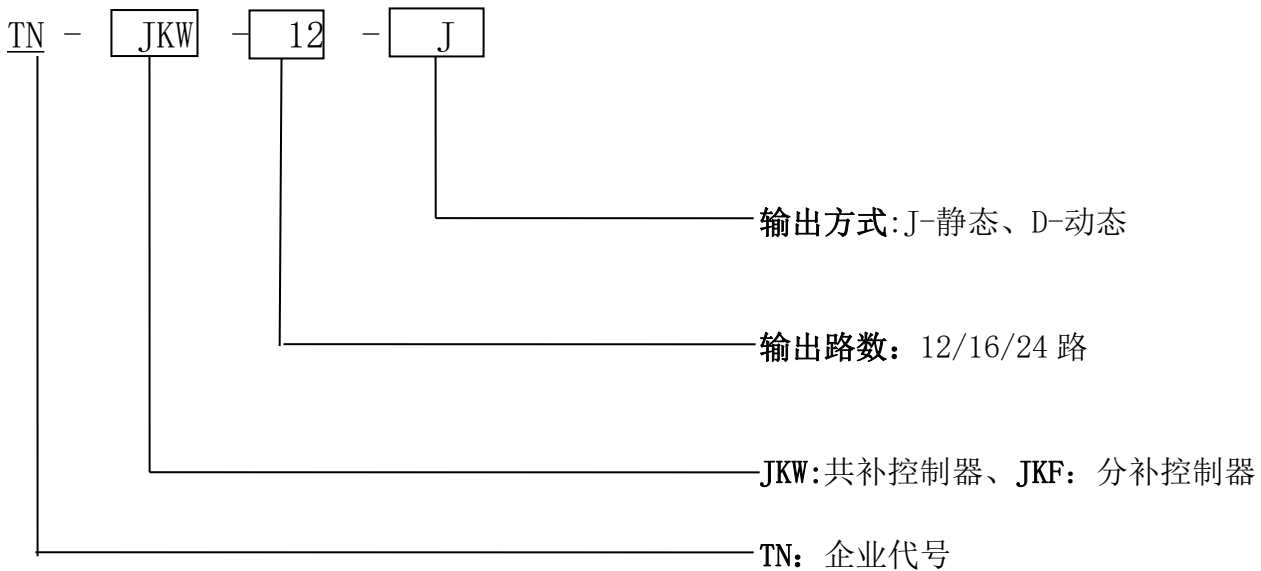 TN - JKW - 12 - J
输出方式:J-静态、D-动态
输出路数：12/16/24 路
JKW:共补控制器、JKF：分补控制器
TN：企业代号